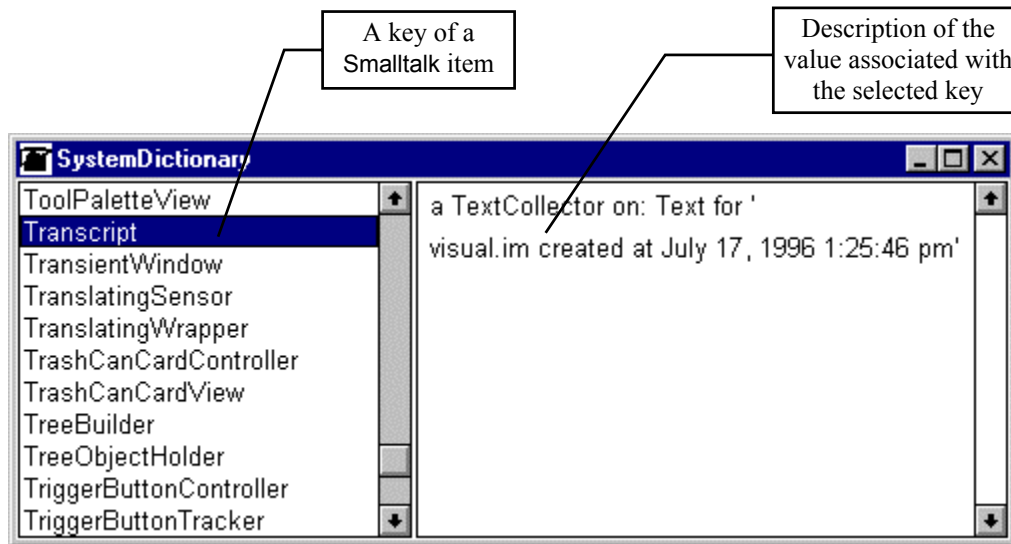 A key of a
Smalltalk item
Description of the
value associated with
the selected key
SystemDictionary
ToolPaletteView
Transcript
TransientWindow
TranslatingSensor
TranslatingWrapper
TrashCanCardController
TrashCanCardView
TreeBuilder
TreeObjectHolder
TriggerButtonController
TriggerButtonTracker
a TextCollector on: Text for '
visual.im created at July 17, 1996 1:25:46 pm'